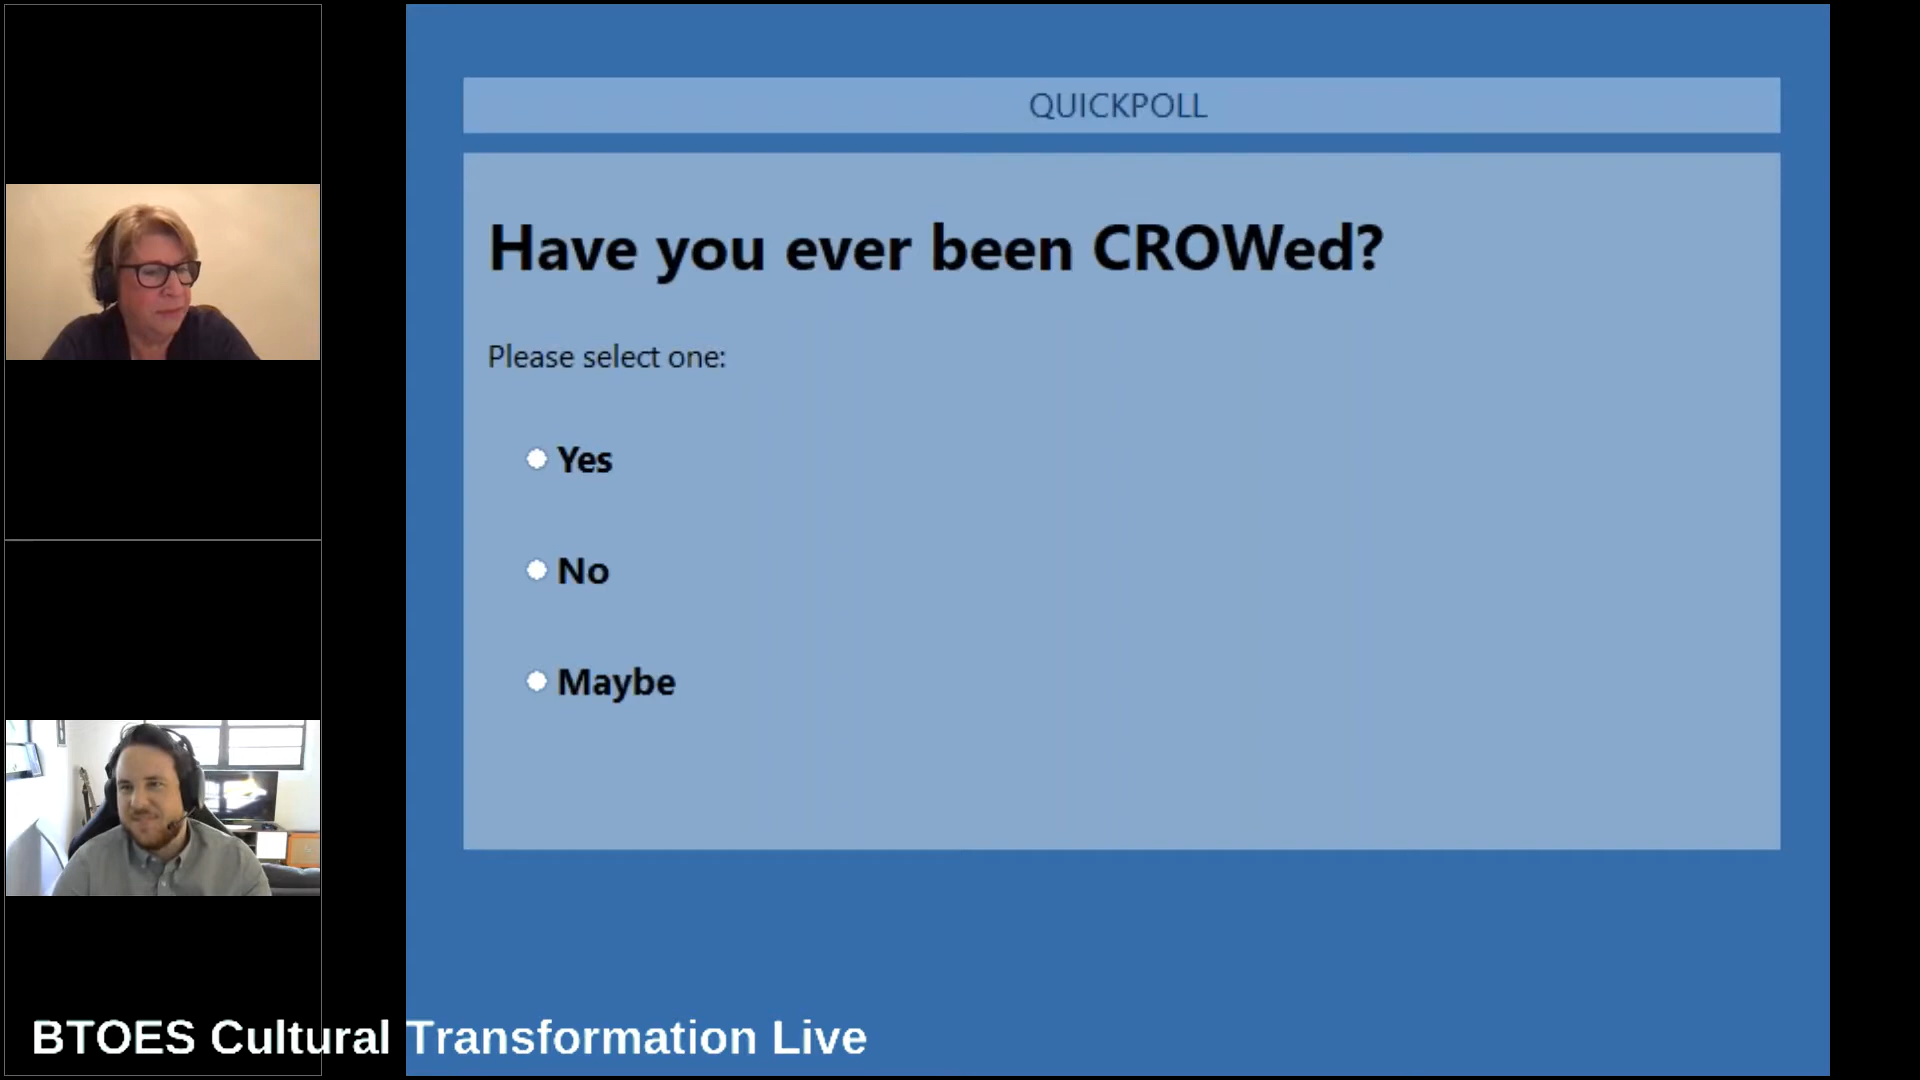 QUICKPOLL
Have you ever been CROWed?
Please select one:
Yes
No
Maybe
BTOES Cultural Transformation Live